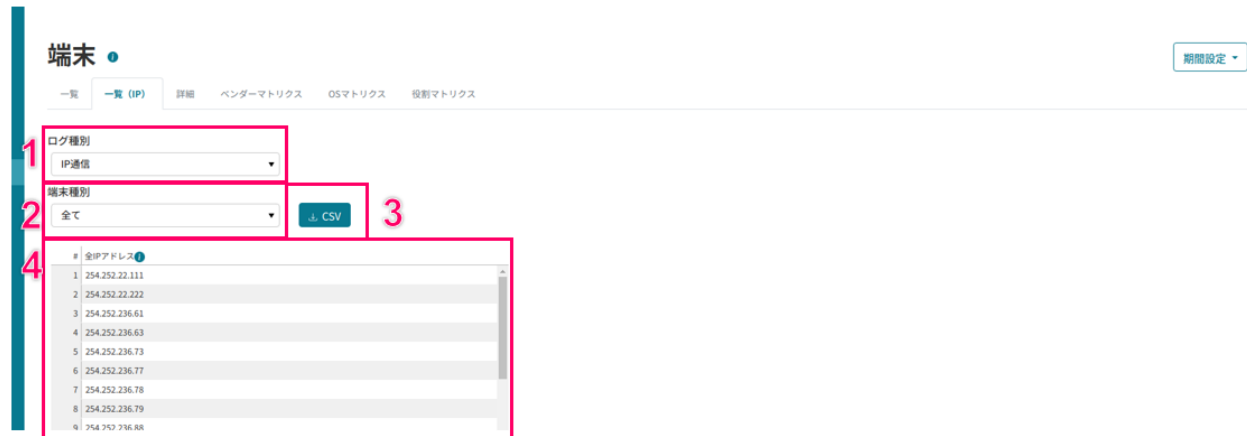 端末
期間設定
一覧 一覧（IP） 詳細 ベンダーマトリクス OSマトリクス 役割マトリクス
1
ログ種別
IP通信
2
端末種別
全て
CSV
3
4
# 全IPアドレス
1 254.252.22.111
2 254.252.22.222
3 254.252.236.61
4 254.252.236.63
5 254.252.236.73
6 254.252.236.77
7 254.252.236.78
8 254.252.236.79
9 254.252.236.88